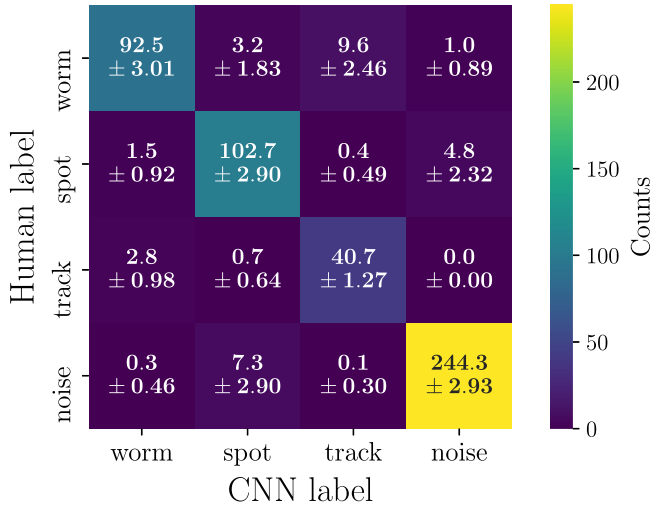 92.5 3.2 9.6 1.0
± 3.01 ± 1.83 ± 2.46 ± 0.89
worm
1.5 102.7 0.4 4.8
± 0.92 ± 2.90 ± 0.49 ± 2.32
spot
2.8 0.7 40.7 0.0
± 0.98 ± 0.64 ± 1.27 ± 0.00
track
0.3 7.3 0.1 244.3
± 0.46 ± 2.90 ± 0.30 ± 2.93
noise
Human label
worm spot track noise
CNN label
200
150
100
50
0
Counts